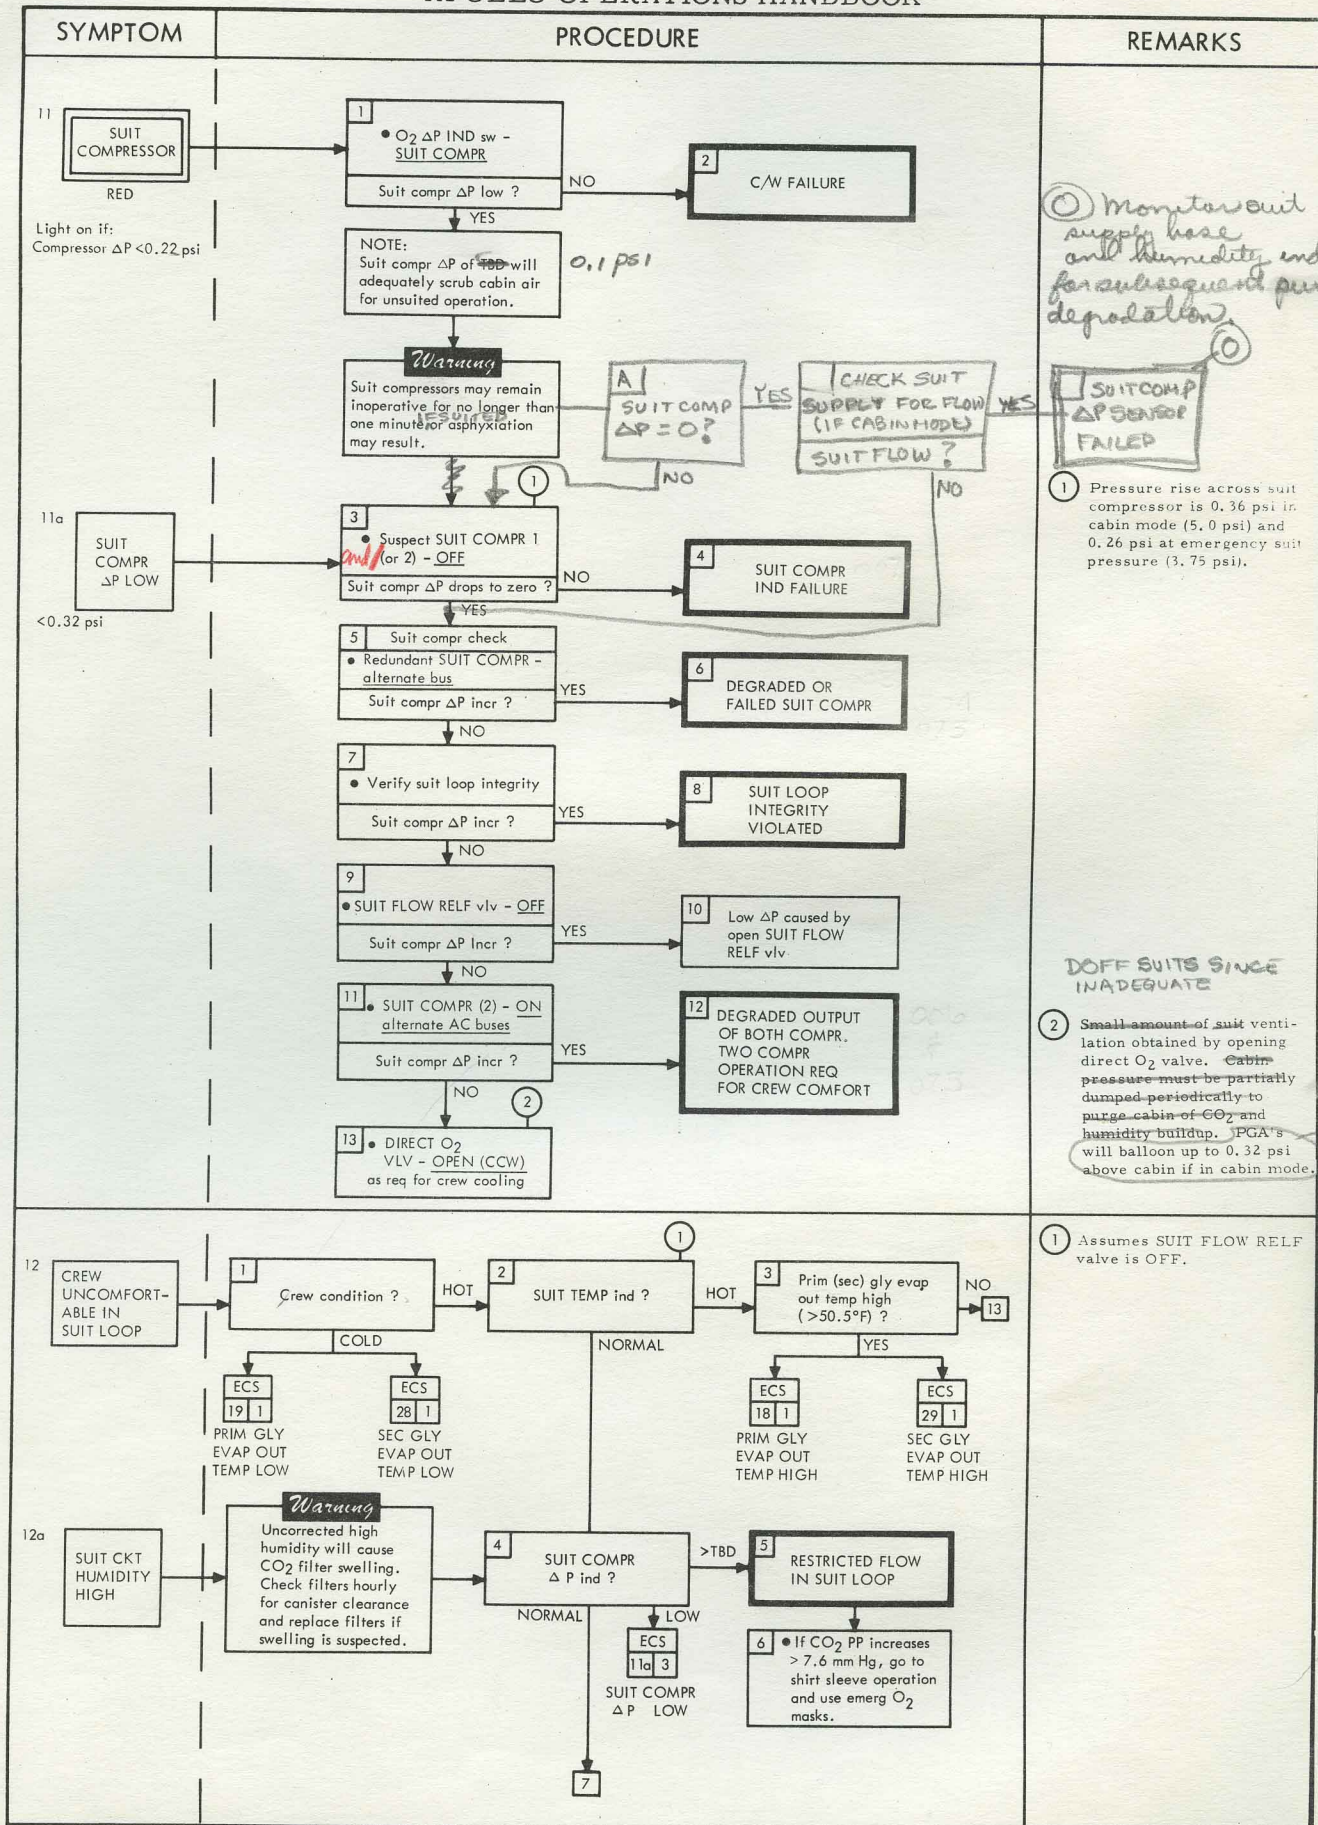 SYMPTOM
PROCEDURE
REMARKS
11
SUIT
COMPRESSOR
RED
Light on if:
Compressor ΔP <0.22 psi
1
• O2 ΔP IND sw -
SUIT COMPR
Suit compr ΔP low ?
NO
YES
2
C/W FAILURE
NOTE:
Suit compr ΔP of TBD will
adequately scrub cabin air
for unsuited operation.
0.1 PSI
Warning
Suit compressors may remain
inoperative for no longer than
IF SUITED
one minute or asphyxiation
may result.
A
SUIT COMP
ΔP = 0?
YES
NO
CHECK SUIT
SUPPLY FOR FLOW
(IF CABIN MODE)
SUIT FLOW ?
YES
NO
O Monitor suit
supply hose
and humidity ind
for subsequent
degradation.
O
SUIT COMP
ΔP SENSOR
FAILED
1 Pressure rise across suit
compressor is 0.36 psi in
cabin mode (5.0 psi) and
0.26 psi at emergency suit
pressure (3.75 psi).
11a
SUIT
COMPR
ΔP LOW
<0.32 psi
1
3
• Suspect SUIT COMPR 1
and/(or 2) - OFF
Suit compr ΔP drops to zero ?
NO
YES
4
SUIT COMPR
IND FAILURE
5 Suit compr check
• Redundant SUIT COMPR -
alternate bus
Suit compr ΔP incr ?
YES
NO
6
DEGRADED OR
FAILED SUIT COMPR
7
• Verify suit loop integrity
Suit compr ΔP incr ?
YES
NO
8
SUIT LOOP
INTEGRITY
VIOLATED
9
• SUIT FLOW RELF vlv - OFF
Suit compr ΔP Incr ?
YES
NO
10
Low ΔP caused by
open SUIT FLOW
RELF vlv
11 • SUIT COMPR (2) - ON
alternate AC buses
Suit compr ΔP incr ?
YES
NO
12
DEGRADED OUTPUT
OF BOTH COMPR.
TWO COMPR
OPERATION REQ
FOR CREW COMFORT
2
13 • DIRECT O2
VLV - OPEN (CCW)
as req for crew cooling
DOFF SUITS SINCE
INADEQUATE
2 Small amount of suit venti-
lation obtained by opening
direct O2 valve. Cabin
pressure must be partially
dumped periodically to
purge cabin of CO2 and
humidity buildup. PGA's
will balloon up to 0.32 psi
above cabin if in cabin mode.
12
CREW
UNCOMFORT-
ABLE IN
SUIT LOOP
1
Crew condition ?
HOT
COLD
ECS
19 1
PRIM GLY
EVAP OUT
TEMP LOW
ECS
28 1
SEC GLY
EVAP OUT
TEMP LOW
1
2
SUIT TEMP ind ?
HOT
NORMAL
3
Prim (sec) gly evap
out temp high
(>50.5°F) ?
NO
13
YES
ECS
18 1
PRIM GLY
EVAP OUT
TEMP HIGH
ECS
29 1
SEC GLY
EVAP OUT
TEMP HIGH
1 Assumes SUIT FLOW RELF
valve is OFF.
12a
SUIT CKT
HUMIDITY
HIGH
Warning
Uncorrected high
humidity will cause
CO2 filter swelling.
Check filters hourly
for canister clearance
and replace filters if
swelling is suspected.
4
SUIT COMPR
Δ P ind ?
>TBD
NORMAL
LOW
ECS
11a 3
SUIT COMPR
Δ P LOW
5
RESTRICTED FLOW
IN SUIT LOOP
6 • If CO2 PP increases
> 7.6 mm Hg, go to
shirt sleeve operation
and use emerg O2
masks.
7